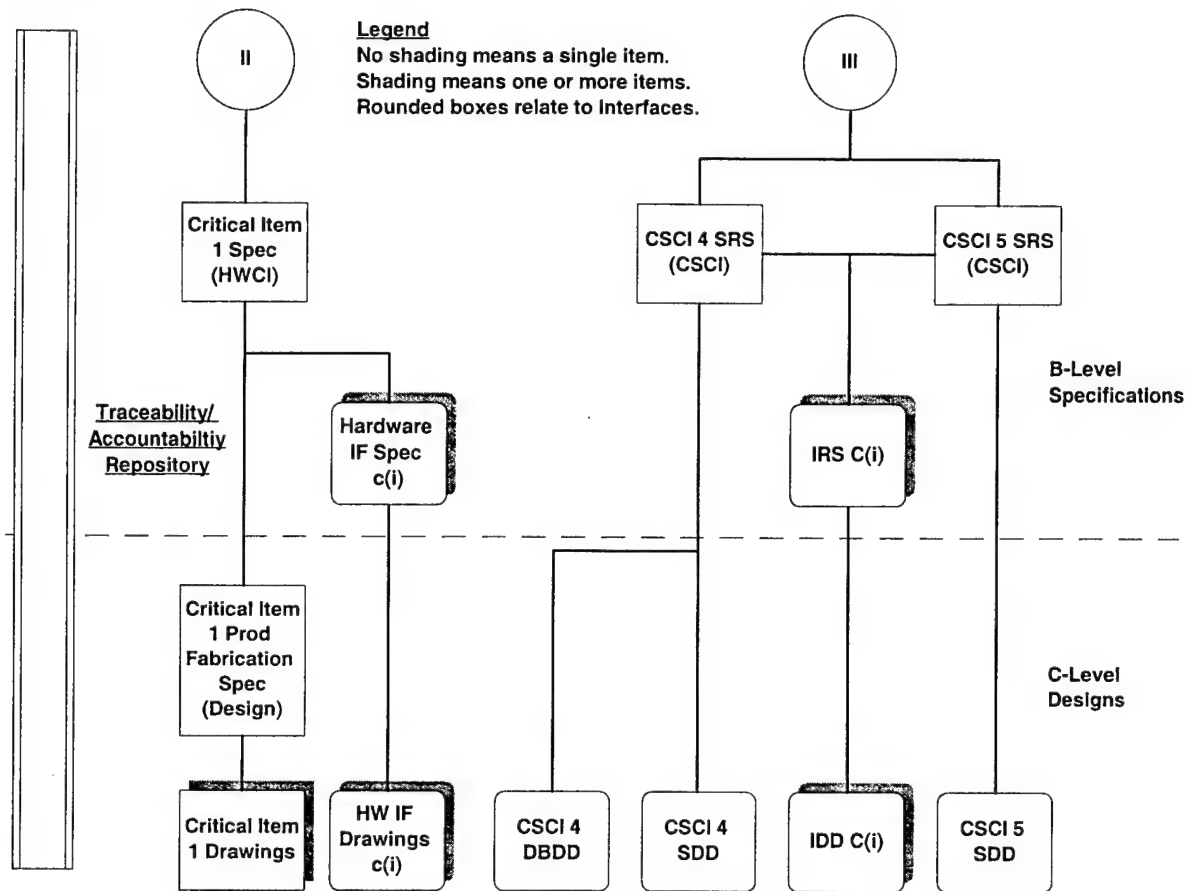 II
Legend
No shading means a single item.
Shading means one or more items.
Rounded boxes relate to Interfaces.
III
Critical Item
1 Spec
(HWCI)
CSCI 4 SRS
(CSCI)
CSCI 5 SRS
(CSCI)
B-Level
Specifications
Traceability/
Accountabiltiy
Repository
Hardware
IF Spec
c(i)
IRS C(i)
Critical Item
1 Prod
Fabrication
Spec
(Design)
C-Level
Designs
Critical Item
1 Drawings
HW IF
Drawings
c(i)
CSCI 4
DBDD
CSCI 4
SDD
IDD C(i)
CSCI 5
SDD